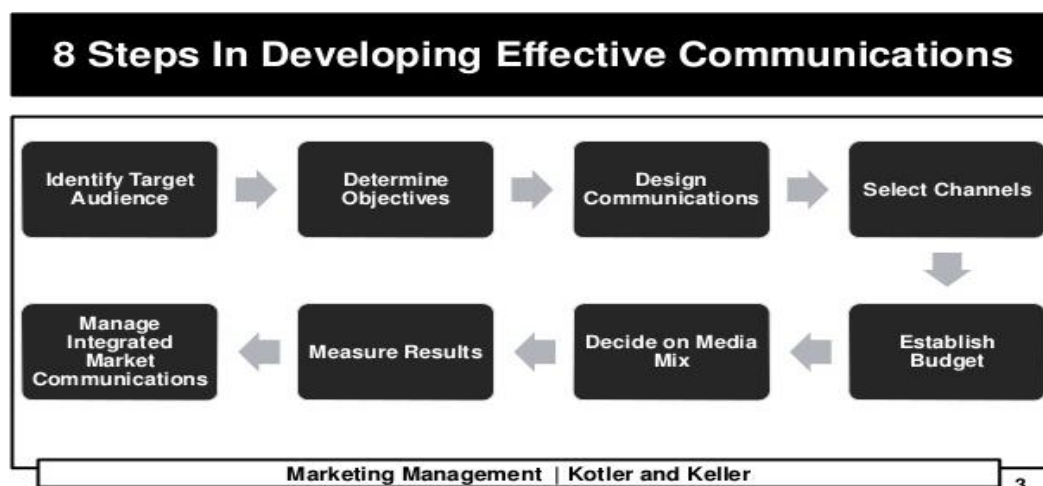 8 Steps In Developing Effective Communications
Identify Target
Audience
Determine
Objectives
Design
Communications
Select Channels
Establish
Budget
Decide on Media
Mix
Measure Results
Manage
Integrated
Market
Communications
Marketing Management | Kotler and Keller
3